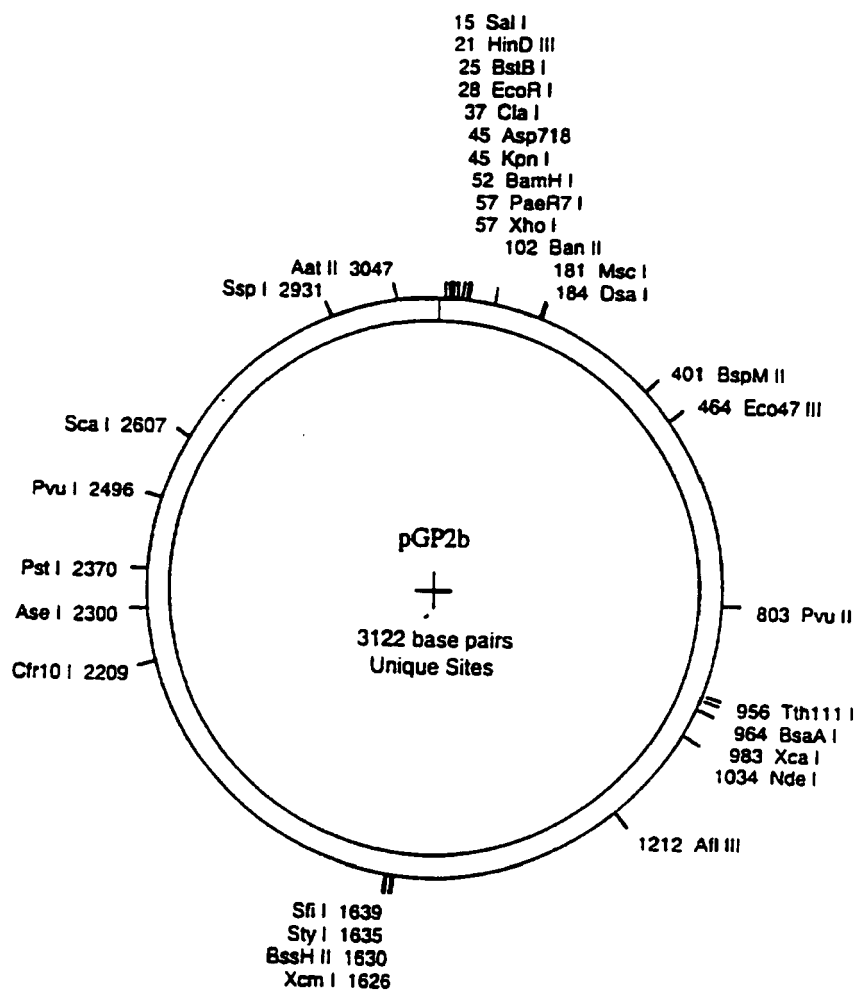 15 Sal I
21 HinD III
25 BstB I
28 EcoR I
37 Cla I
45 Asp718
45 Kpn I
52 BamH I
57 PaeR7 I
57 Xho I
102 Ban II
181 Msc I
184 Dsa I
Aat II 3047
Ssp I 2931
401 BspM II
464 Eco47 III
Sca I 2607
Pvu I 2496
pGP2b
Pst I 2370
Ase I 2300
803 Pvu II
3122 base pairs
Unique Sites
Cfr10 I 2209
956 Tth111 I
964 BsaA I
983 Xca I
1034 Nde I
1212 Afl III
Sfi I 1639
Sty I 1635
BssH II 1630
Xcm I 1626